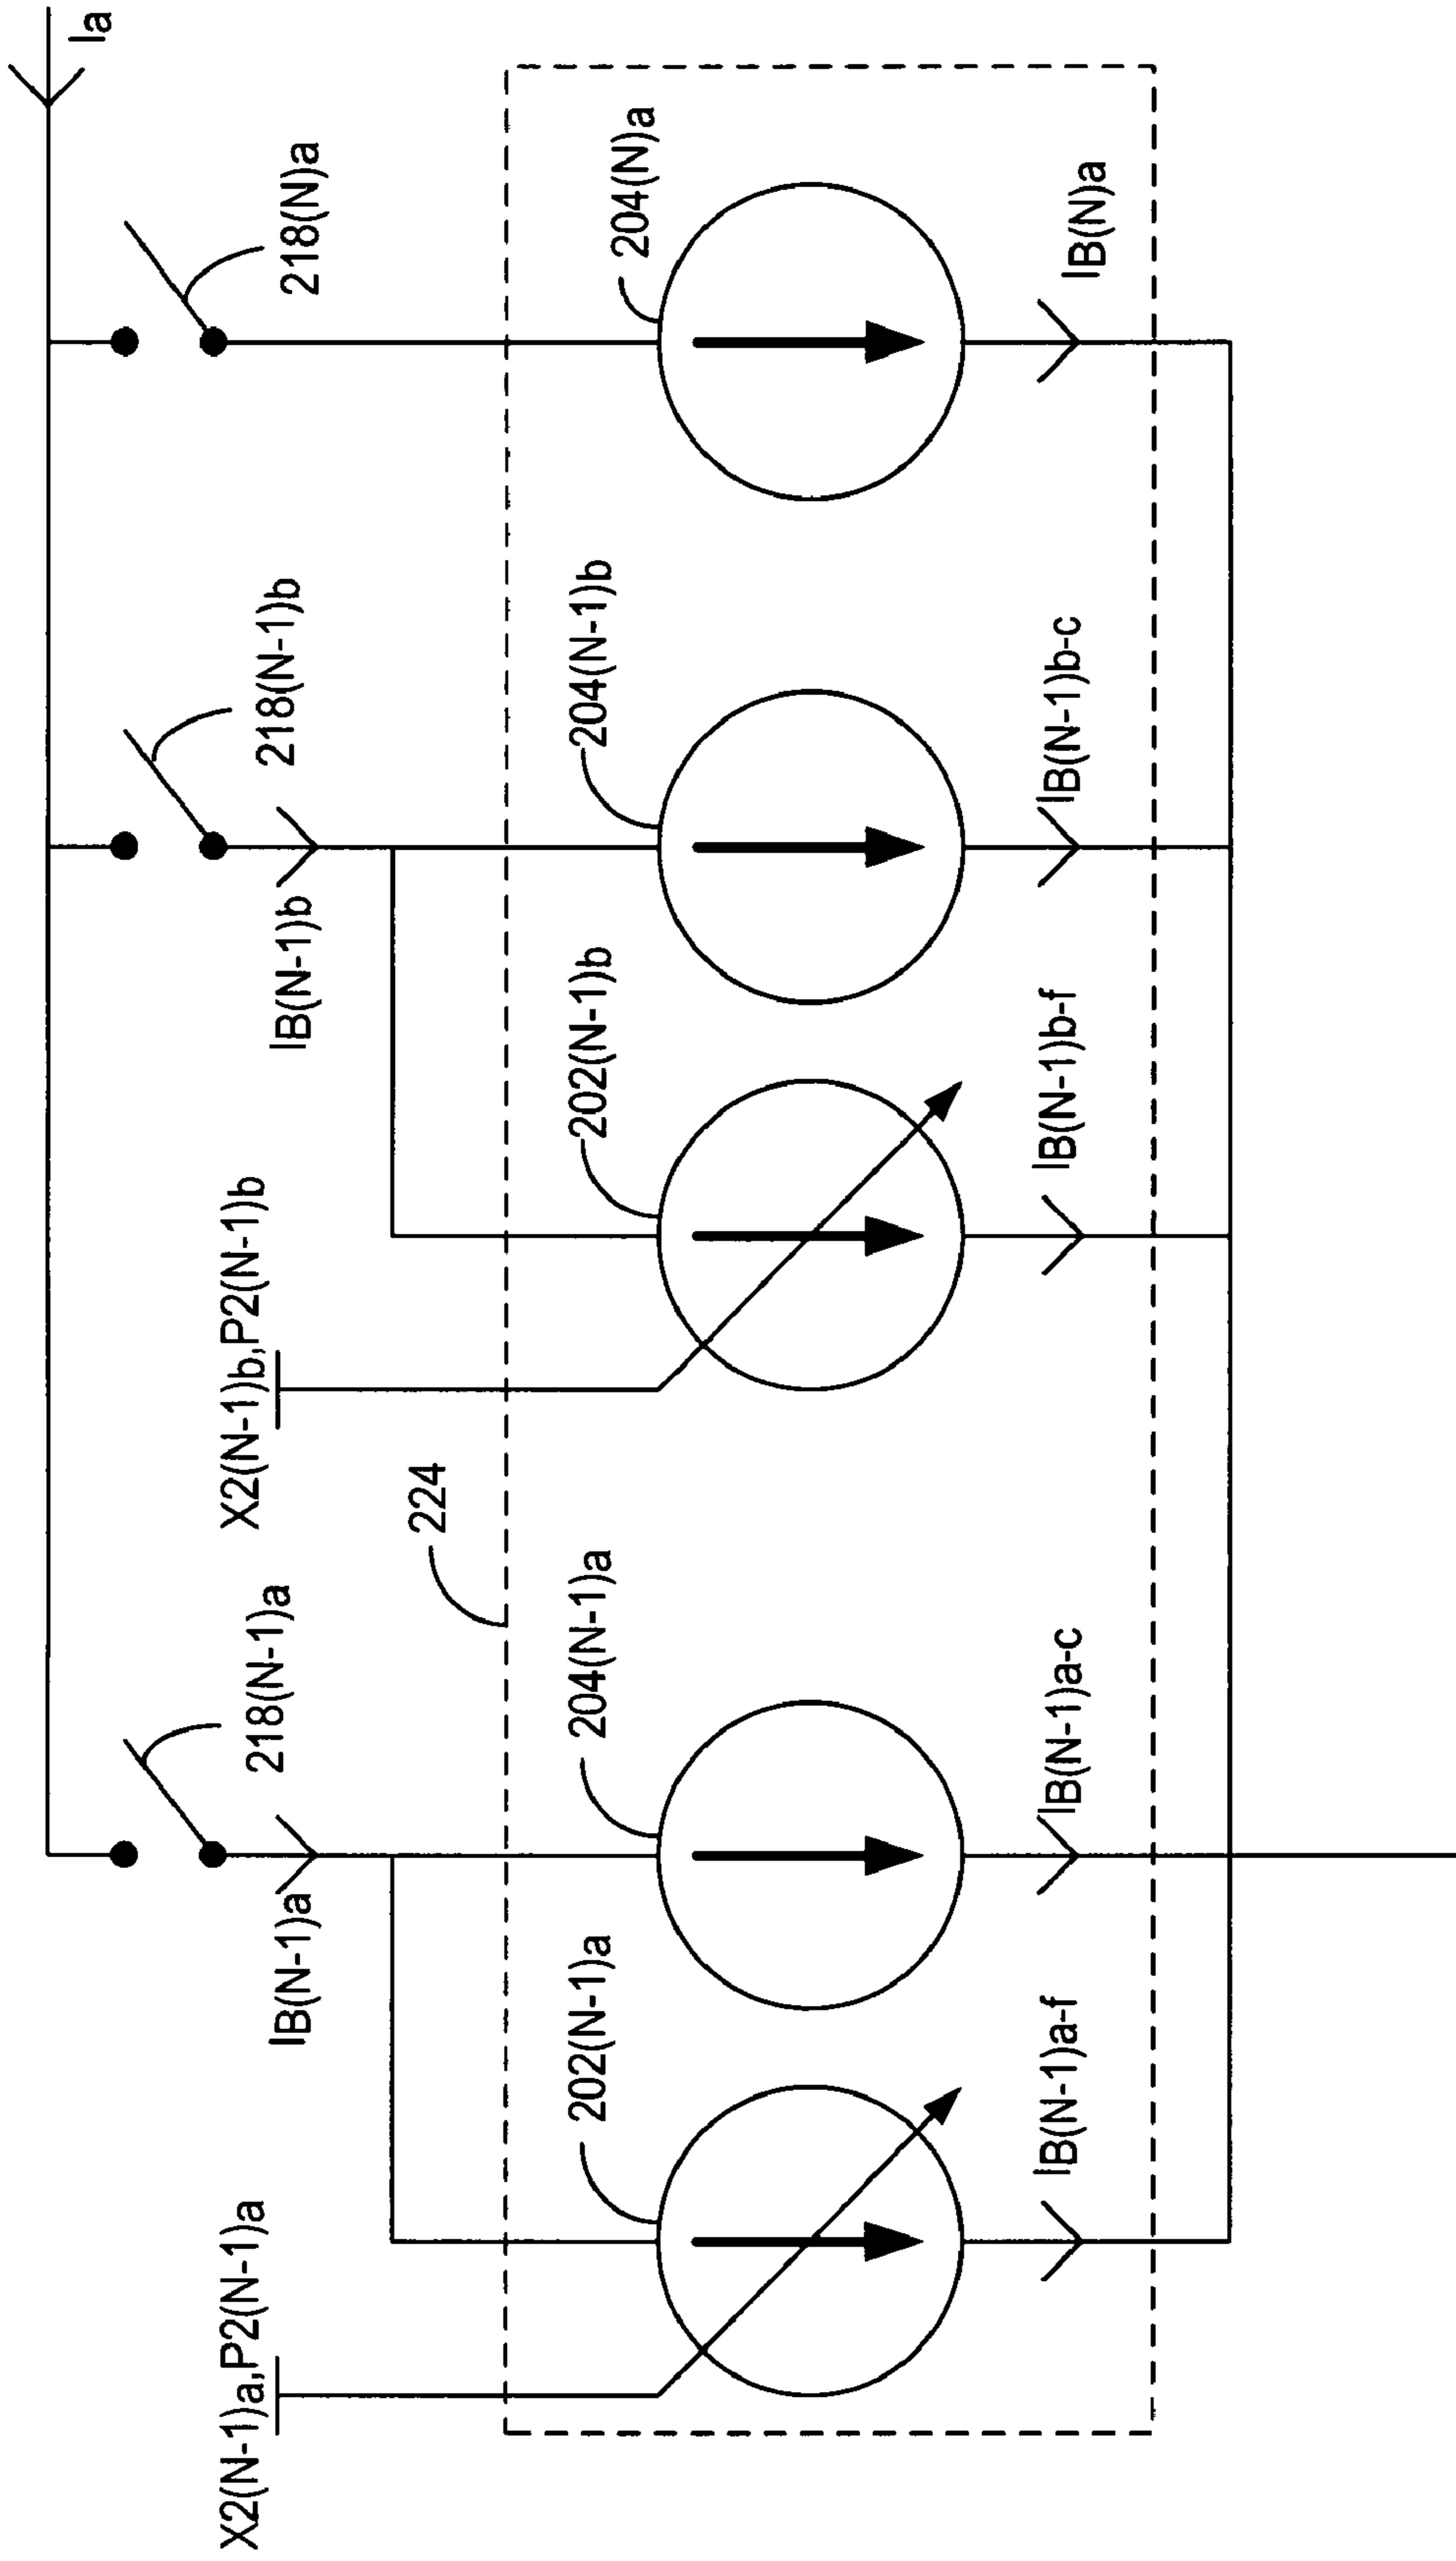 Ia
218(N-1)a
218(N-1)b
218(N)a
X2(N-1)a,P2(N-1)a
IB(N-1)a
X2(N-1)b,P2(N-1)b
IB(N-1)b
224
202(N-1)a
204(N-1)a
202(N-1)b
204(N-1)b
204(N)a
IB(N-1)a-f
IB(N-1)a-c
IB(N-1)b-f
IB(N-1)b-c
IB(N)a